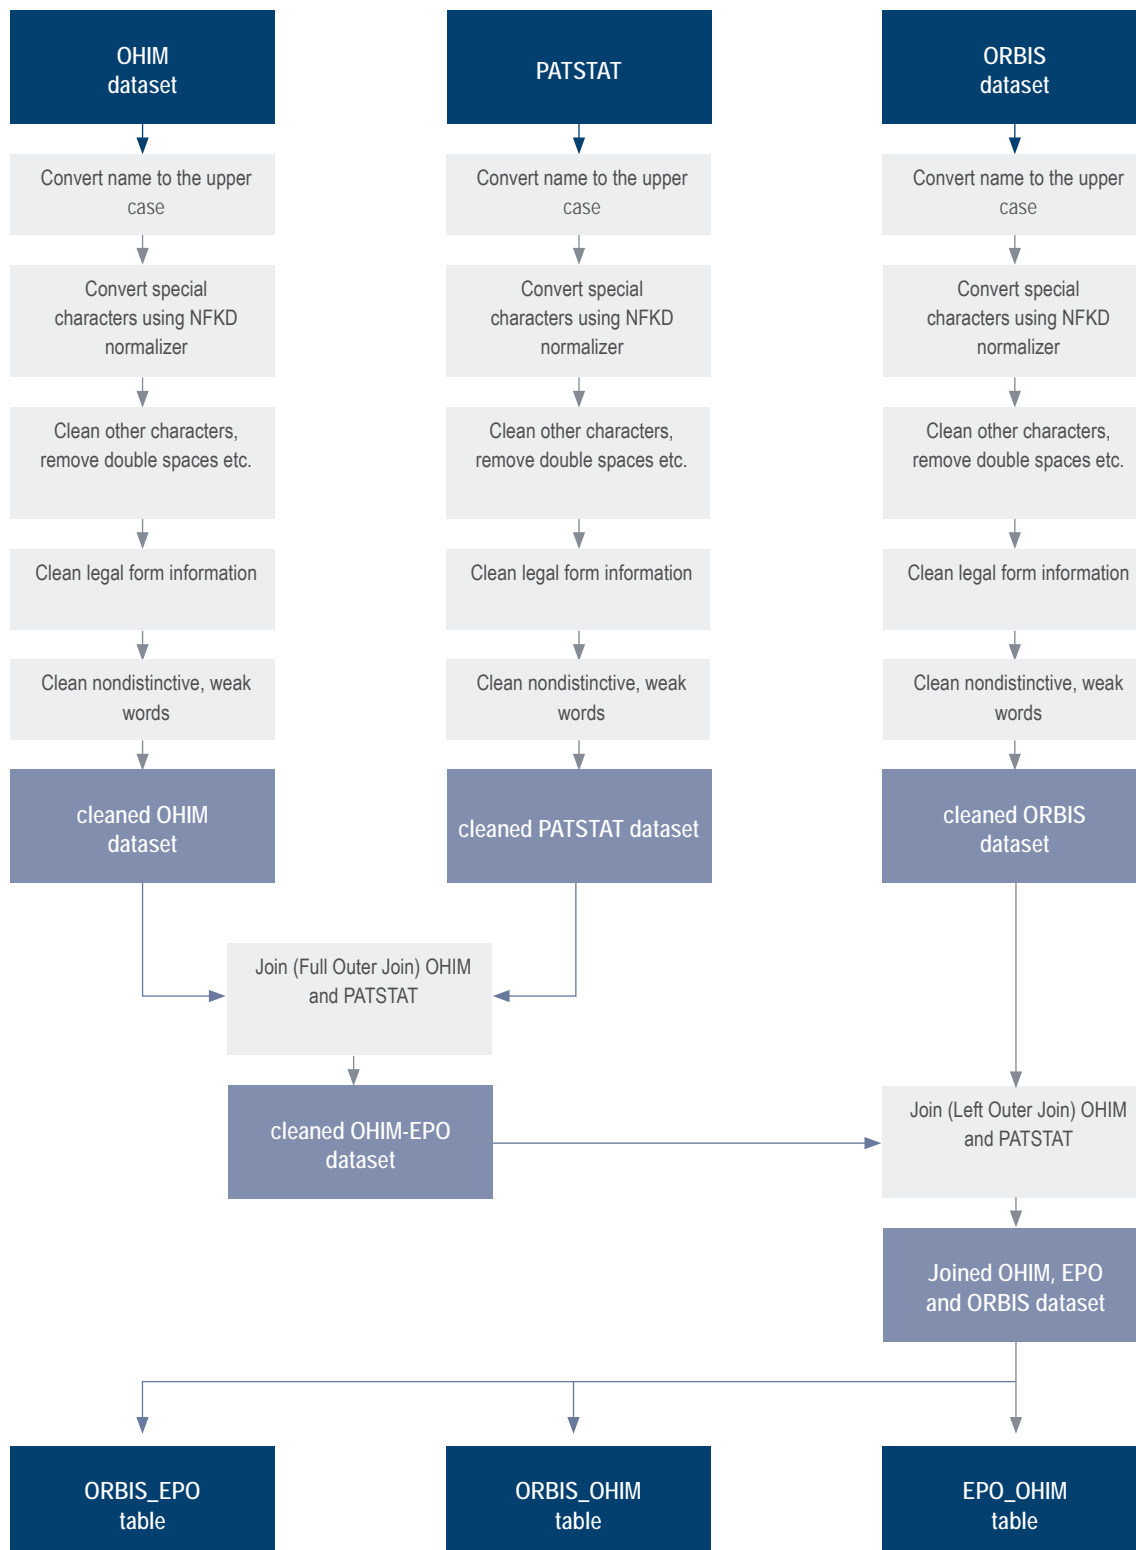 OHIM
dataset
PATSTAT
ORBIS
dataset
Convert name to the upper
case
Convert name to the upper
case
Convert name to the upper
case
Convert special
characters using NFKD
normalizer
Convert special
characters using NFKD
normalizer
Convert special
characters using NFKD
normalizer
Clean other characters,
remove double spaces etc.
Clean other characters,
remove double spaces etc.
Clean other characters,
remove double spaces etc.
Clean legal form information
Clean legal form information
Clean legal form information
Clean nondistinctive, weak
words
Clean nondistinctive, weak
words
Clean nondistinctive, weak
words
cleaned OHIM
dataset
cleaned PATSTAT dataset
cleaned ORBIS
dataset
Join (Full Outer Join) OHIM
and PATSTAT
cleaned OHIM-EPO
dataset
Join (Left Outer Join) OHIM
and PATSTAT
Joined OHIM, EPO
and ORBIS dataset
ORBIS_EPO
table
ORBIS_OHIM
table
EPO_OHIM
table